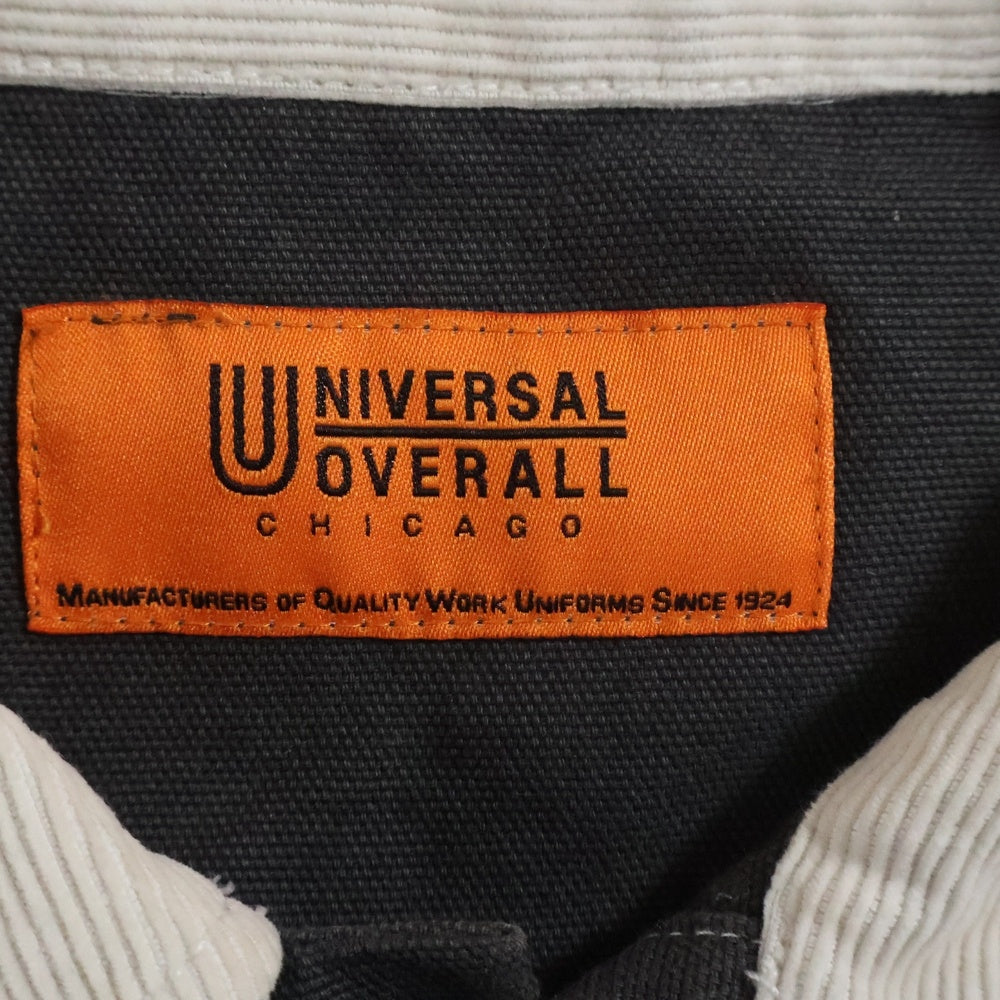 UNIVERSAL
OVERALL
CHICAGO
MANUFACTURERS OF QUALITY WORK UNIFORMS SINCE 1924